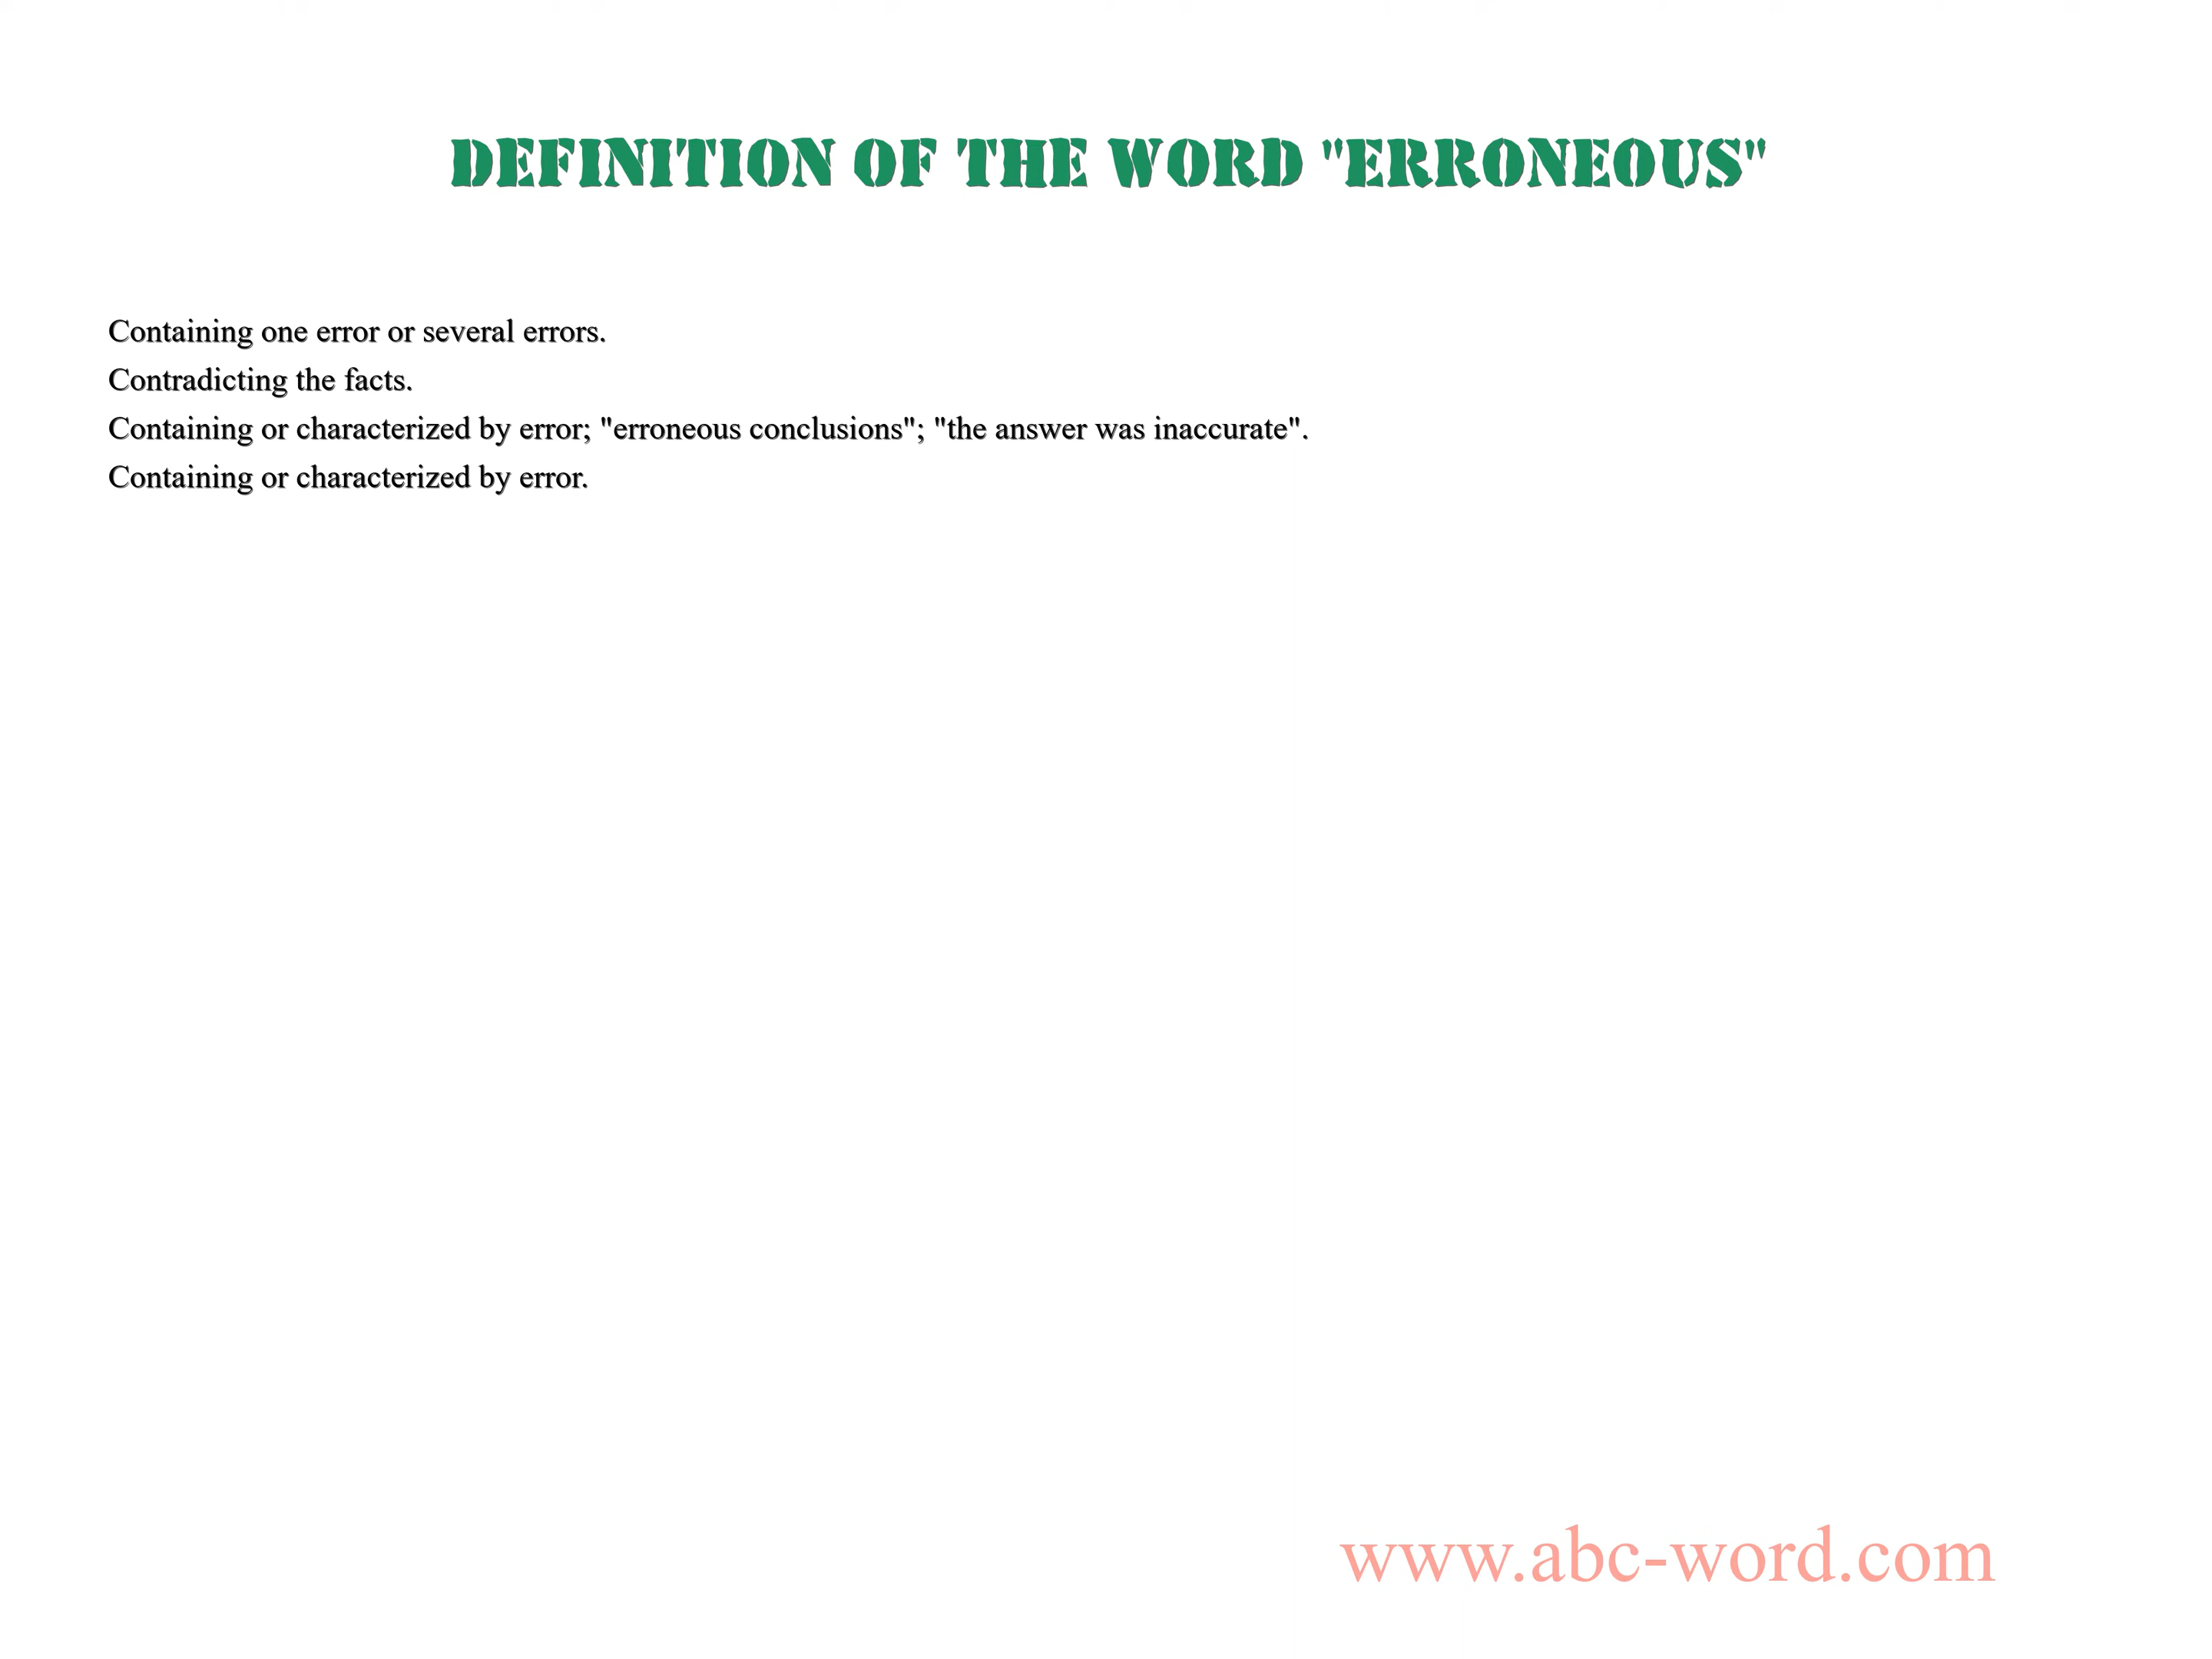 DEFINITION OF THE WORD "ERRONEOUS"
Containing one error or several errors.
Contradicting the facts.
Containing or characterized by error; "erroneous conclusions"; "the answer was inaccurate".
Containing or characterized by error.
www.abc-word.com